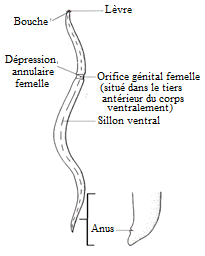 Lèvre
Bouche
Dépression,
annulaire
femelle
Orifice génital femelle
(situé dans le tiers
antérieur du corps
ventralement)
Sillon ventral
Anus